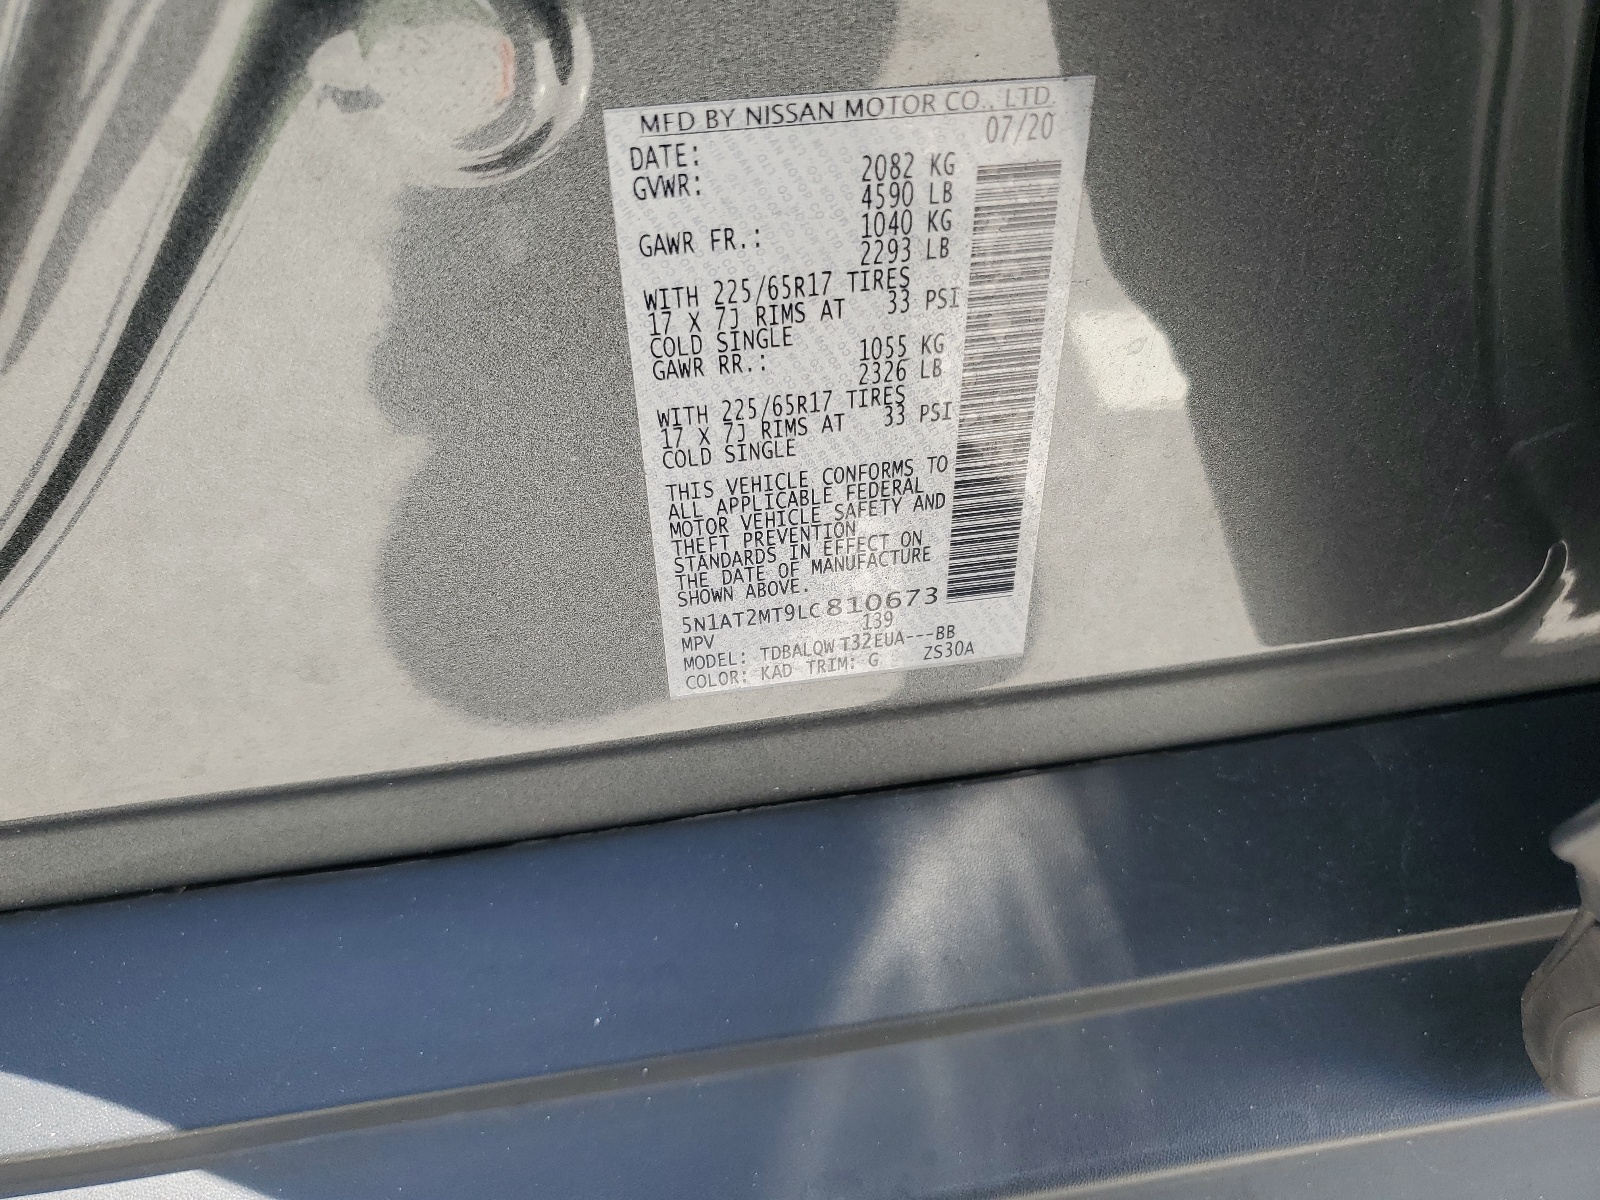 MFD BY NISSAN MOTOR CO., LTD.
DATE: 07/20
GVWR: 2082 KG
4590 LB
GAWR FR.: 1040 KG
2293 LB
WITH 225/65R17 TIRES
17 X 7J RIMS AT 33 PSI
COLD SINGLE
GAWR RR.: 1055 KG
2326 LB
WITH 225/65R17 TIRES
17 X 7J RIMS AT 33 PSI
COLD SINGLE
THIS VEHICLE CONFORMS TO
ALL APPLICABLE FEDERAL
MOTOR VEHICLE SAFETY AND
THEFT PREVENTION
STANDARDS IN EFFECT ON
THE DATE OF MANUFACTURE
SHOWN ABOVE.
5N1AT2MT9LC810673
MPV 139
MODEL: TDBALQWT32EUA---BB
COLOR: KAD TRIM: G ZS30A